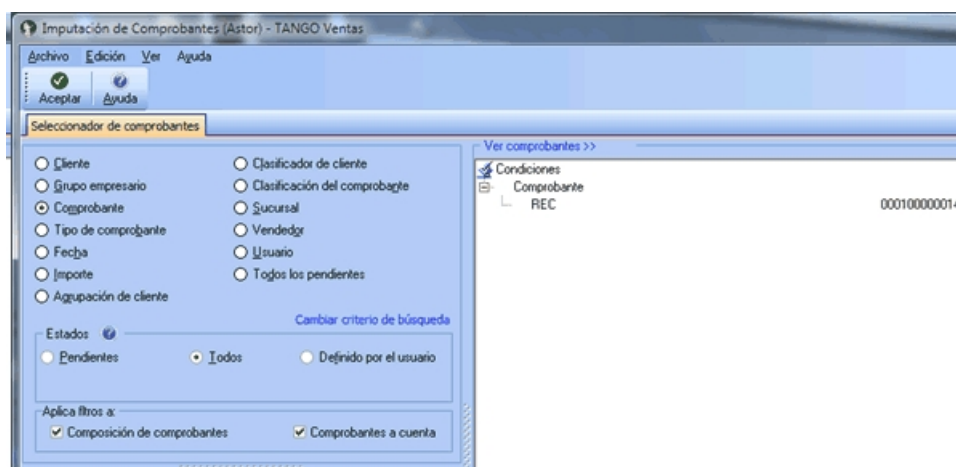 Imputación de Comprobantes (Astor) - TANGO Ventas
Archivo Edición Ver Ayuda
Aceptar Ayuda
Seleccionador de comprobantes
Cliente
Grupo empresario
Comprobante
Tipo de comprobante
Fecha
Importe
Agrupación de cliente
Clasificador de cliente
Clasificación del comprobante
Sucursal
Vendedor
Usuario
Todos los pendientes
Cambiar criterio de búsqueda
Estados
Pendientes Todos Definido por el usuario
Aplica filtros a:
Composición de comprobantes Comprobantes a cuenta
Ver comprobantes >>
Condiciones
Comprobante
REC